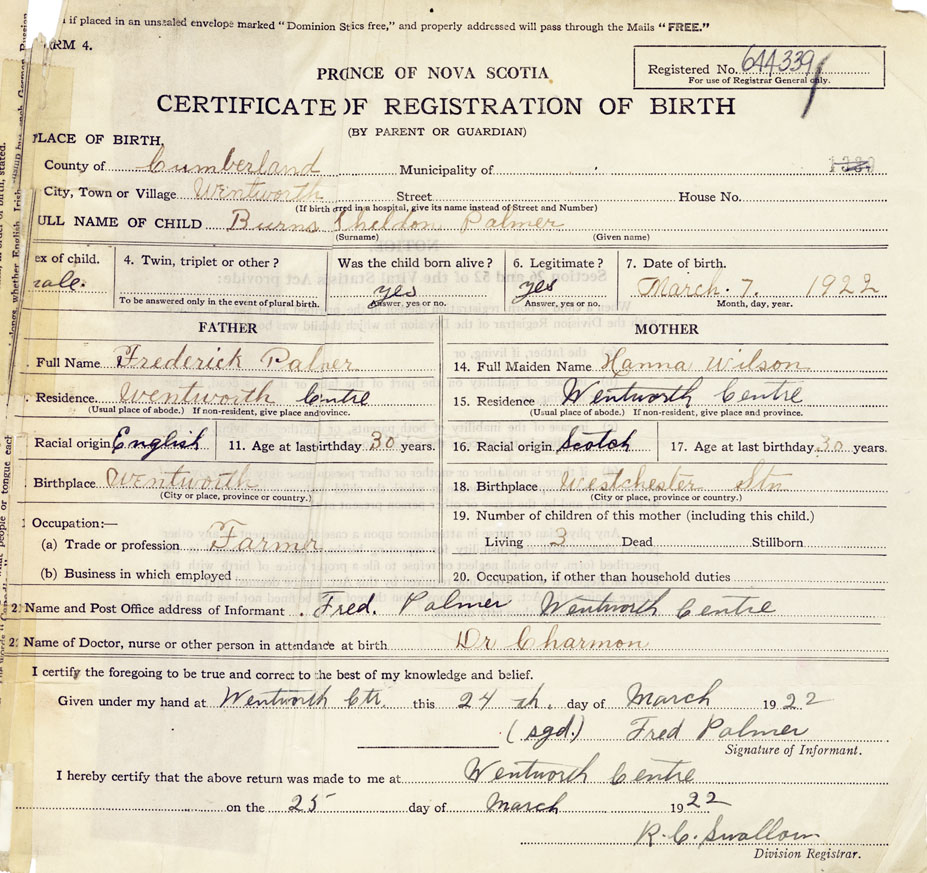 if placed in an unsealed envelope marked "Dominion Stics free," and properly addressed will pass through the Mails "FREE."
RM 4.
Registered No. 644339
For use of Registrar General only.
PROINCE OF NOVA SCOTIA
CERTIFICATE OF REGISTRATION OF BIRTH
(BY PARENT OR GUARDIAN)
PLACE OF BIRTH,
County of Cumberland Municipality of
City, Town or Village Wentworth Street House No.
(If birth rred in a hospital, give its name instead of Street and Number)
ULL NAME OF CHILD Burns Sheldon Palmer
(Surname) (Given name)
ex of child. 4. Twin, triplet or other ? Was the child born alive? 6. Legitimate ? 7. Date of birth.
male. yes yes March. 7. 1922
To be answered only in the event of plural birth. Answer, yes or no. Answer, yes or no. Month, day, year.
FATHER MOTHER
Full Name Frederick Palmer 14. Full Maiden Name Hanna Wilson
Residence Wentworth Centre 15. Residence Wentworth Centre
(Usual place of abode.) If non-resident, give place and ovince. (Usual place of abode.) If non-resident, give place and province.
Racial origin English 11. Age at last birthday 30 years. 16. Racial origin Scotch 17. Age at last birthday 30 years.
Birthplace Wentworth 18. Birthplace Westchester Stn
(City or place, province or country.) (City or place, province or country.)
Occupation:— 19. Number of children of this mother (including this child.)
(a) Trade or profession Farmer Living 3 Dead Stillborn
(b) Business in which employed 20. Occupation, if other than household duties
2 Name and Post Office address of Informant Fred. Palmer Wentworth Centre
2 Name of Doctor, nurse or other person in attendance at birth Dr Charmon
I certify the foregoing to be true and correct to the best of my knowledge and belief.
Given under my hand at Wentworth Ctr. this 24 th. day of March 1922
(sgd.) Fred Palmer
Signature of Informant.
I hereby certify that the above return was made to me at Wentworth Centre
on the 25 day of March 1922
R. C. Swallow
Division Registrar.